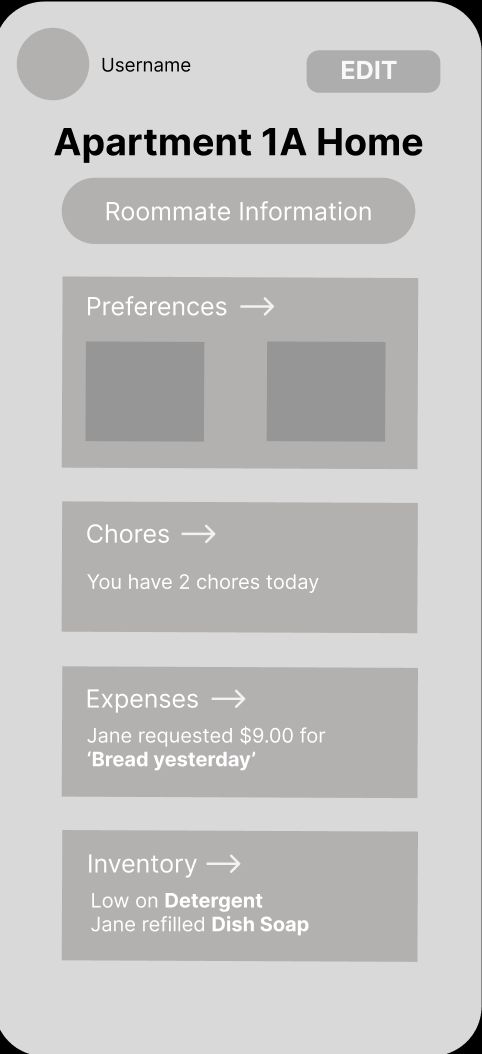 Username
EDIT
Apartment 1A Home
Roommate Information
Preferences →
Chores →
You have 2 chores today
Expenses →
Jane requested $9.00 for
‘Bread yesterday’
Inventory →
Low on Detergent
Jane refilled Dish Soap